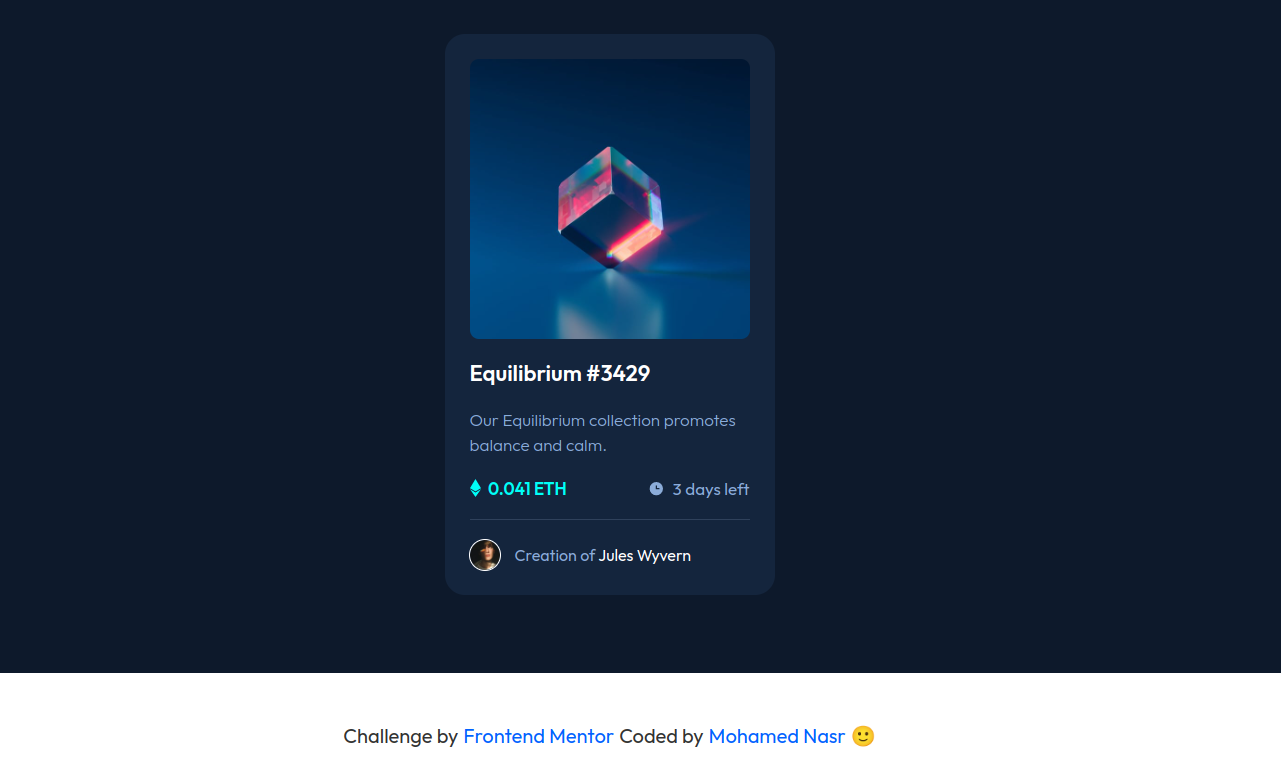 Equilibrium #3429
Our Equilibrium collection promotes
balance and calm.
0.041 ETH
3 days left
Creation of Jules Wyvern
Challenge by Frontend Mentor Coded by Mohamed Nasr 🙂